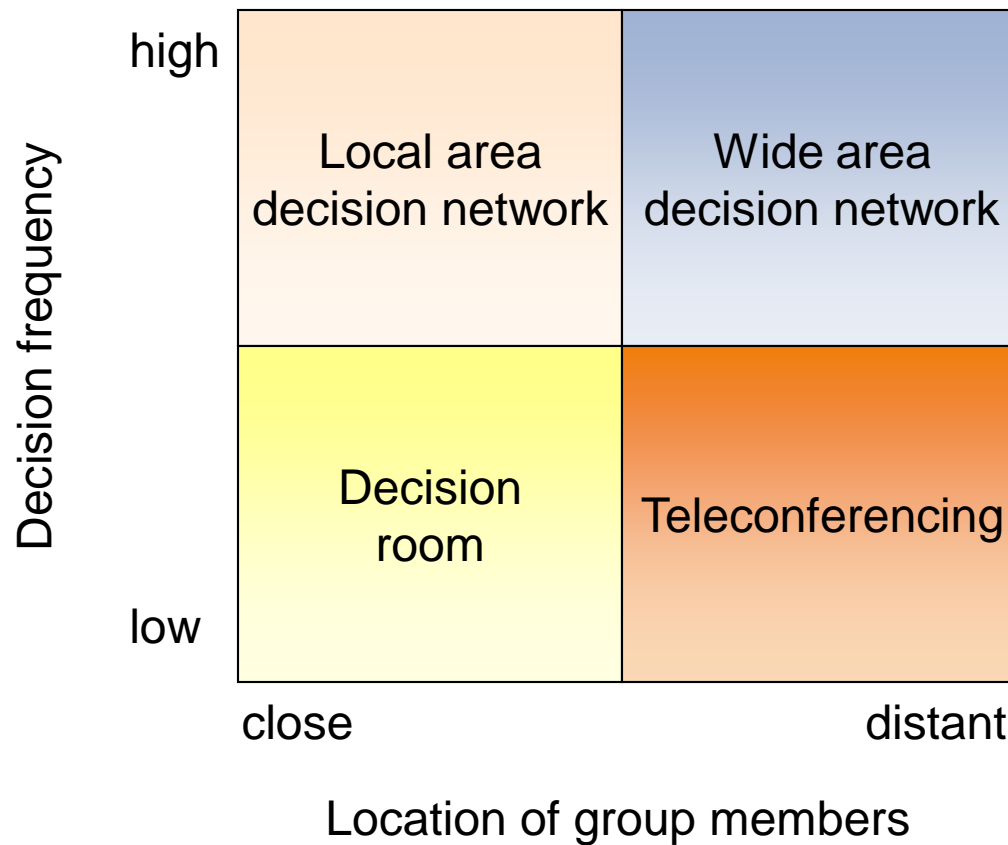 high
Local area
decision network
Wide area
decision network
Decision frequency
Decision
room
Teleconferencing
low
close
distant
Location of group members